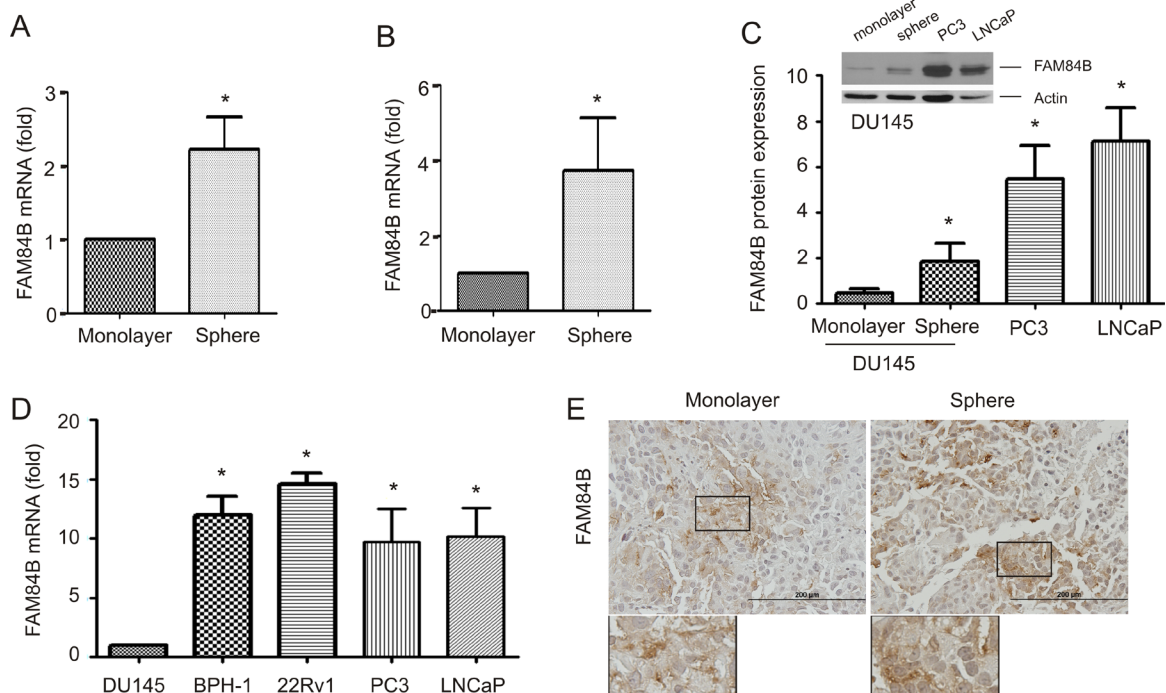 A
FAM84B mRNA (fold)
3
2
1
0
*
Monolayer
Sphere
B
FAM84B mRNA (fold)
6
4
2
0
*
Monolayer
Sphere
C
monolayer
sphere
PC3
LNCaP
FAM84B
Actin
DU145
FAM84B protein expression
10
8
6
4
2
0
*
*
*
Monolayer
Sphere
PC3
LNCaP
DU145
D
FAM84B mRNA (fold)
20
15
10
5
0
*
*
*
*
DU145
BPH-1
22Rv1
PC3
LNCaP
E
Monolayer
Sphere
FAM84B
200 µm
200 µm